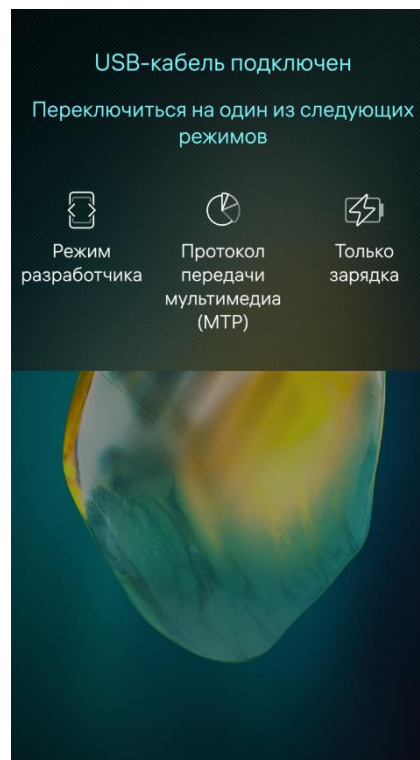 USB-кабель подключен
Переключиться на один из следующих
режимов
Режим
разработчика
Протокол
передачи
мультимедиа
(MTP)
Только
зарядка